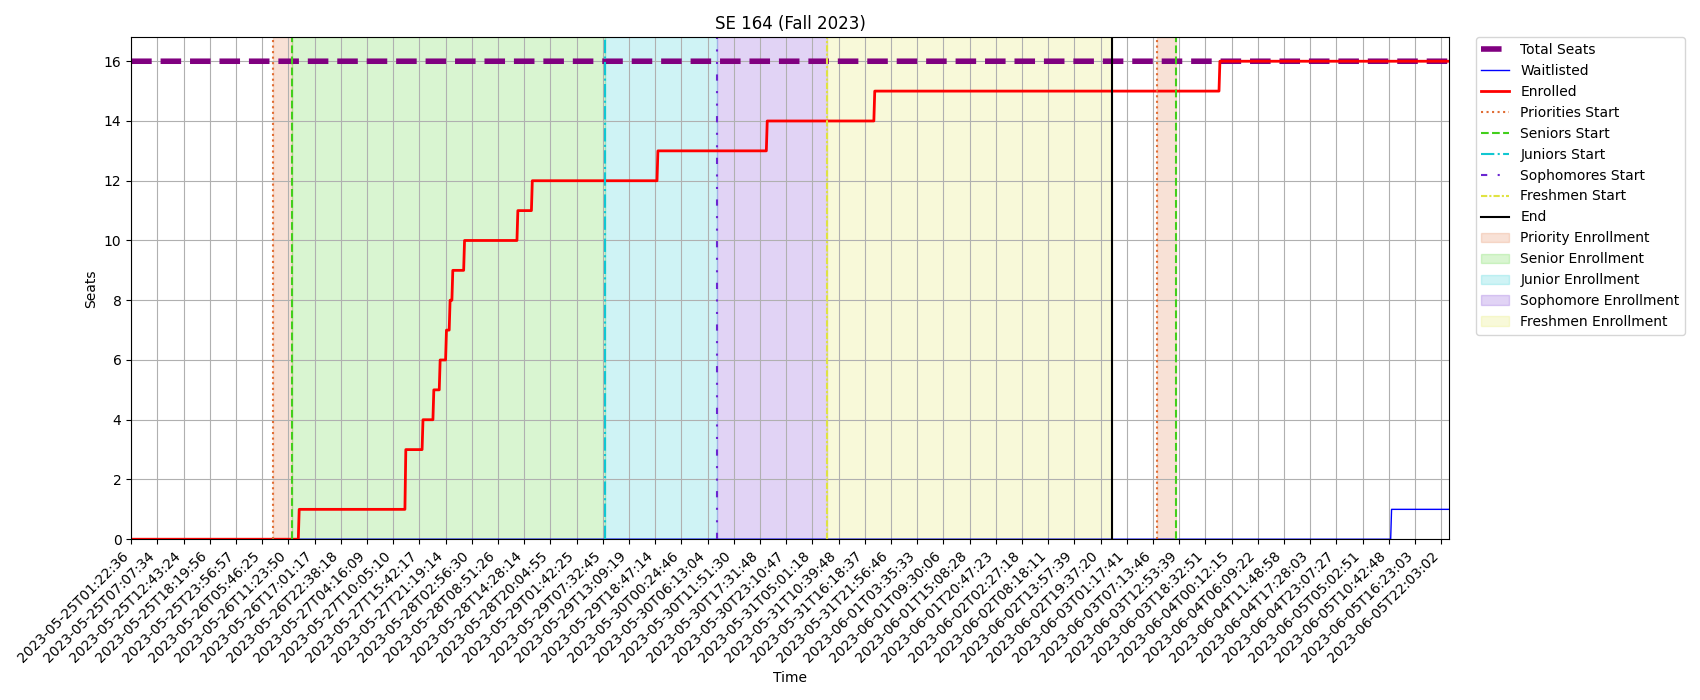 SE 164 (Fall 2023)
Seats
16
14
12
10
8
6
4
2
0
2023-05-25T01:22:36
2023-05-25T07:07:34
2023-05-25T12:43:24
2023-05-25T18:19:56
2023-05-25T23:56:57
2023-05-26T05:46:23
2023-05-26T11:23:50
2023-05-26T17:01:17
2023-05-26T22:38:18
2023-05-27T04:16:09
2023-05-27T10:05:10
2023-05-27T15:42:17
2023-05-27T21:19:14
2023-05-28T02:56:30
2023-05-28T08:51:26
2023-05-28T14:28:14
2023-05-28T20:04:55
2023-05-29T01:42:25
2023-05-29T07:32:45
2023-05-29T13:09:19
2023-05-29T18:47:14
2023-05-30T00:24:46
2023-05-30T06:13:04
2023-05-30T11:51:30
2023-05-30T17:31:48
2023-05-30T23:10:47
2023-05-31T05:01:18
2023-05-31T10:39:48
2023-05-31T16:18:37
2023-05-31T21:56:46
2023-06-01T03:35:33
2023-06-01T09:30:06
2023-06-01T15:08:28
2023-06-01T20:47:23
2023-06-02T02:27:18
2023-06-02T08:18:11
2023-06-02T13:57:39
2023-06-02T19:37:20
2023-06-03T01:17:41
2023-06-03T07:13:46
2023-06-03T12:53:39
2023-06-03T18:32:51
2023-06-04T00:12:15
2023-06-04T06:09:22
2023-06-04T11:48:58
2023-06-04T17:28:03
2023-06-04T23:07:27
2023-06-05T05:02:51
2023-06-05T10:42:48
2023-06-05T16:23:03
2023-06-05T22:03:02
Time
Total Seats
Waitlisted
Enrolled
Priorities Start
Seniors Start
Juniors Start
Sophomores Start
Freshmen Start
End
Priority Enrollment
Senior Enrollment
Junior Enrollment
Sophomore Enrollment
Freshmen Enrollment